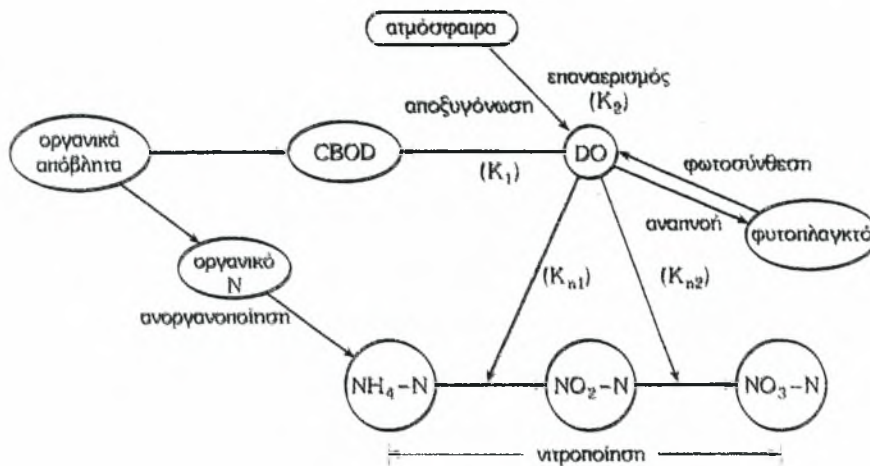 ατμόσφαιρα
επαναερισμός
(K₂)
αποξυγόνωση
οργανικά
απόβλητα
CBOD
DO
(K₁)
φωτοσύνθεση
αναπνοή
φυτοπλαγκτό
οργανικό
N
(Kₙ₁)
(Kₙ₂)
ανοργανοποίηση
NH₄–N
NO₂–N
NO₃–N
νιτροποίηση